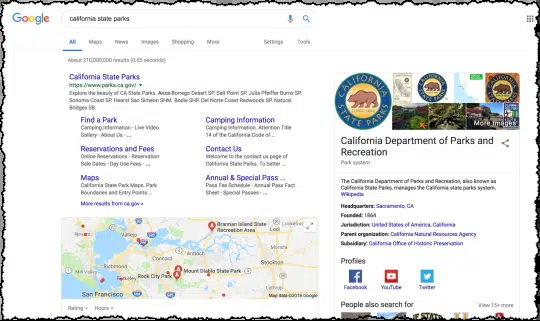 Google
california state parks
All Maps News Images Shopping More Settings Tools
About 210,000,000 results (0.65 seconds)
California State Parks
https://www.parks.ca.gov/
Explore the beauty of CA State Parks. Anza-Borrego Desert SP. Salt Point SP. Julia Pfeiffer Burns SP.
Sonoma Coast SP. Hearst San Simeon SHM. Bodie SHP. Del Norte Coast Redwoods SP. Natural
Bridges SB.
Find a Park
Camping Information - Live Video
Gallery - About Us - ...
Camping Information
Camping Information. Attention Title
14 of the California Code of ...
Reservations and Fees
Online Reservations - Reservation
Sales - Day Use Fees - ...
Contact Us
Welcome to the contact us page of
California State Parks. To better ...
Maps
California State Park Maps. Park
Boundaries and Entry Points...
Annual & Special Pass ...
Pass Fee Schedule - Annual Pass Fact
Sheet - Special Passes - ...
More results from ca.gov »
Brannan Island State
Recreation Area
Lodi
Novato
Vallejo
Antioch
Concord
Stockton
Richmond
Rock City Park
Mount Diablo State Park
San Francisco
Map data ©2019 Google
Rating Hours
CALIFORNIA
STATE PARKS
More images
California Department of Parks and
Recreation
Park system
The California Department of Parks and Recreation, also known as
California State Parks, manages the California state parks system.
Wikipedia
Headquarters: Sacramento, CA
Founded: 1864
Jurisdiction: United States of America, California
Parent organization: California Natural Resources Agency
Subsidiary: California Office of Historic Preservation
Profiles
Facebook YouTube Twitter
People also search for View 15+ more